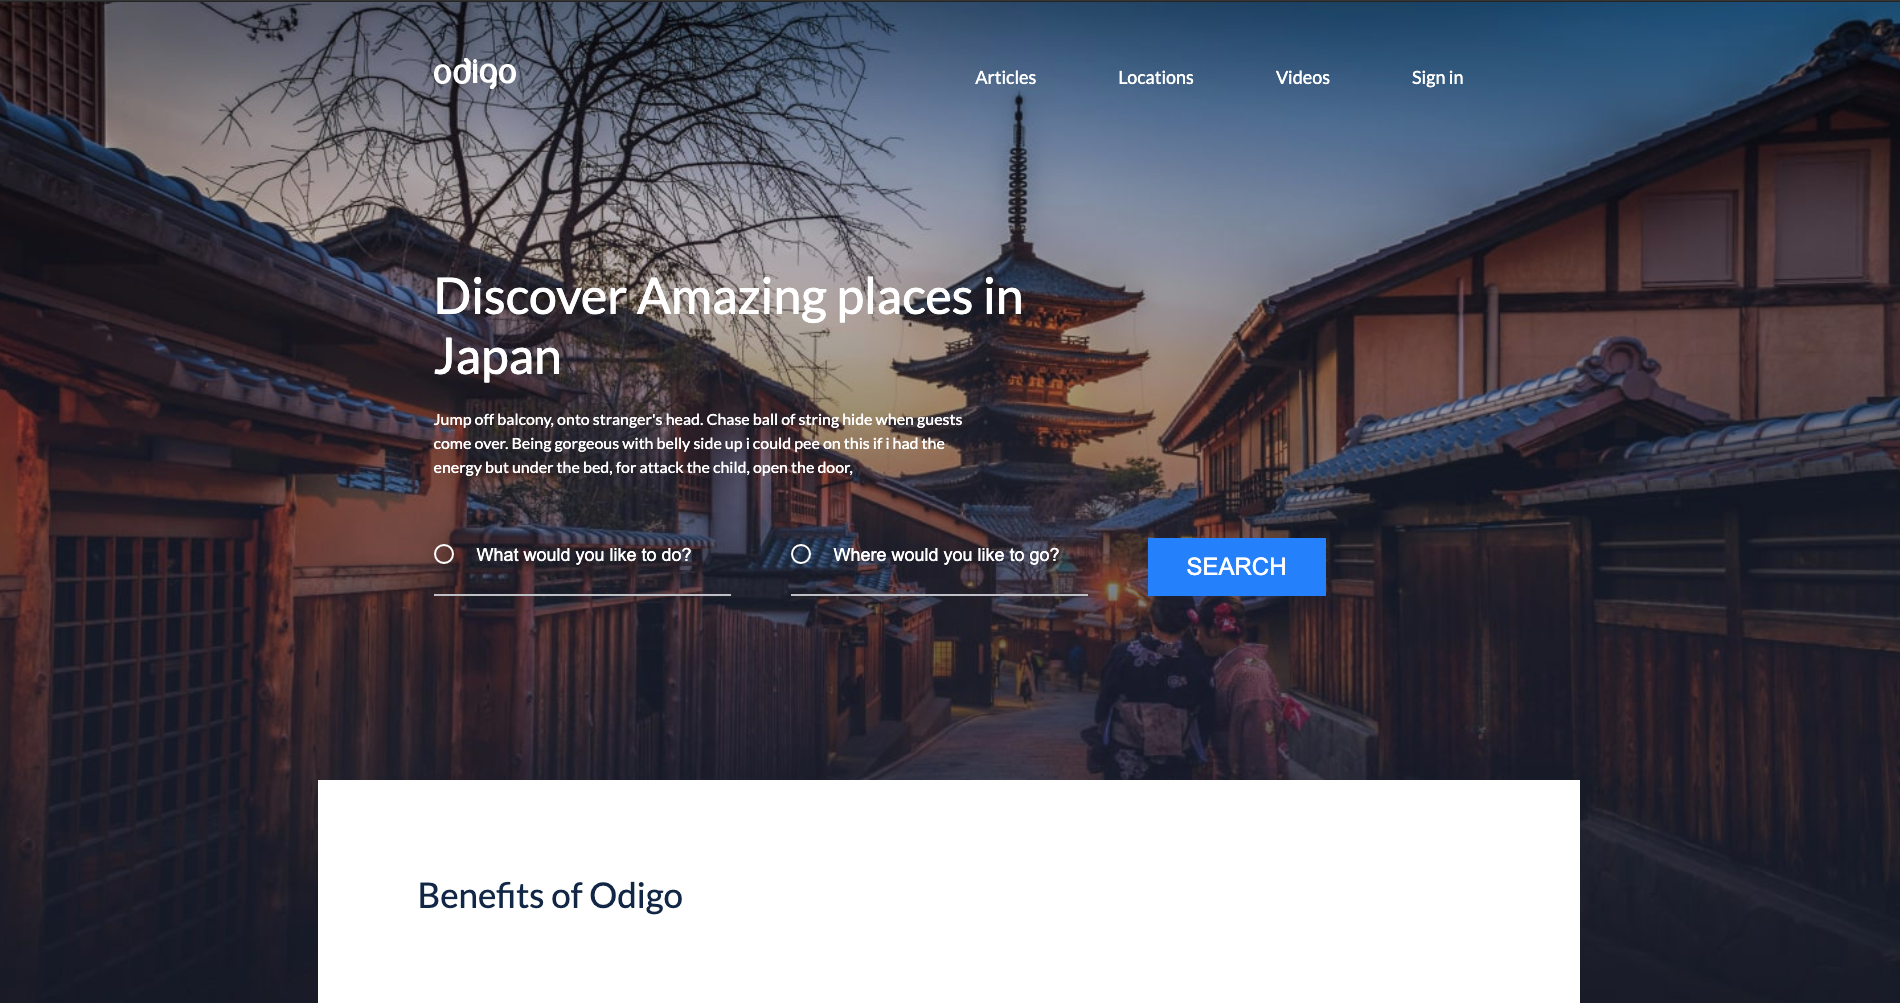 odigo
Articles
Locations
Videos
Sign in
Discover Amazing places in
Japan
Jump off balcony, onto stranger's head. Chase ball of string hide when guests
come over. Being gorgeous with belly side up i could pee on this if i had the
energy but under the bed, for attack the child, open the door,
What would you like to do?
Where would you like to go?
SEARCH
Benefits of Odigo